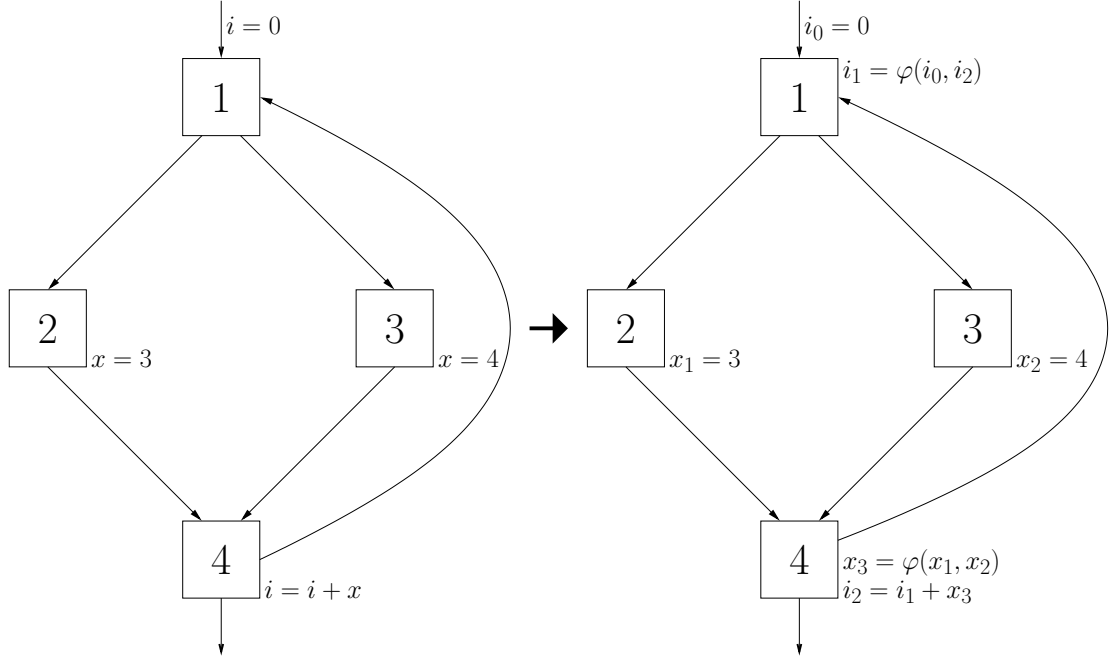 i = 0
1
2
x = 3
3
x = 4
4
i = i + x
i₀ = 0
1
i₁ = φ(i₀, i₂)
2
x₁ = 3
3
x₂ = 4
4
x₃ = φ(x₁, x₂)
i₂ = i₁ + x₃